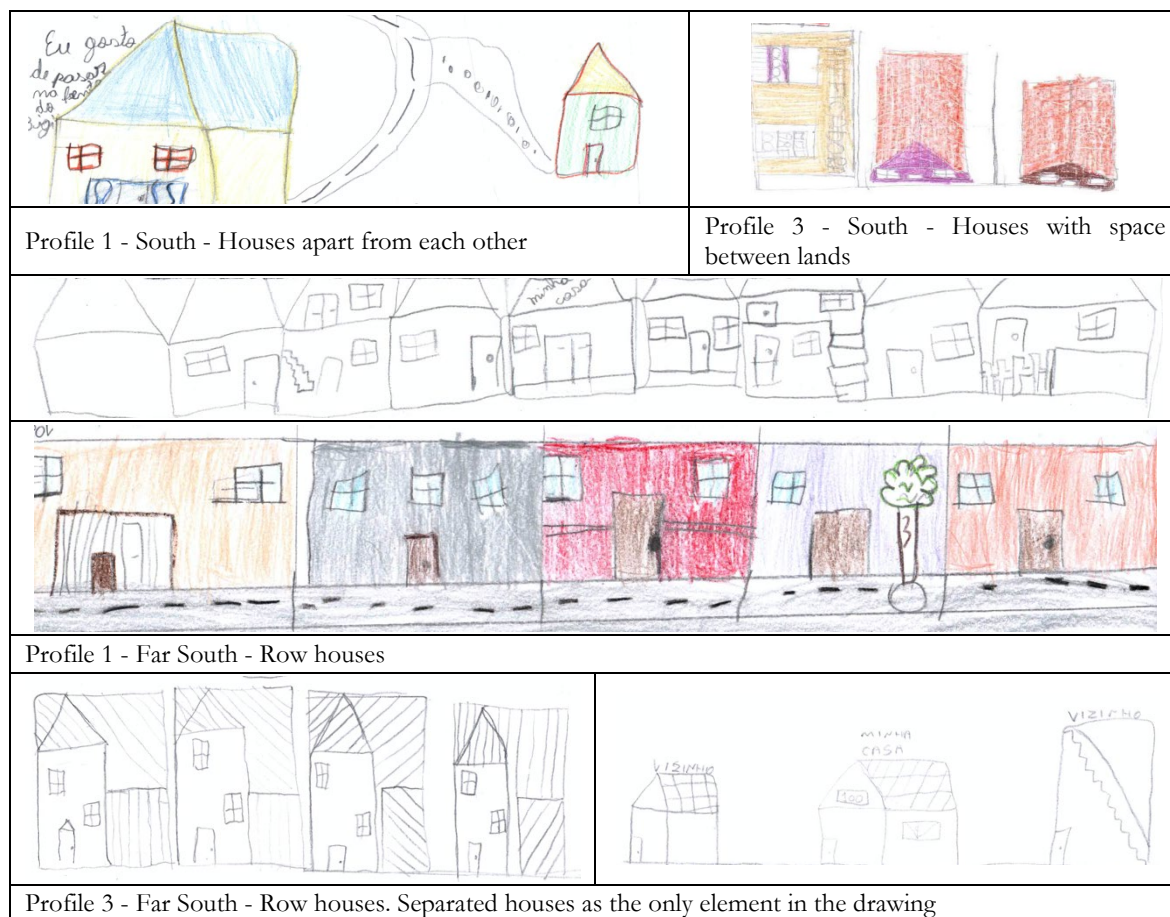 Eu gosto
de passar
na
do
Profile 1 - South - Houses apart from each other
Profile 3 - South - Houses with space
between lands
minha
casa
Profile 1 - Far South - Row houses
VIZINHO
MINHA
CASA
100
VIZINHO
Profile 3 - Far South - Row houses. Separated houses as the only element in the drawing